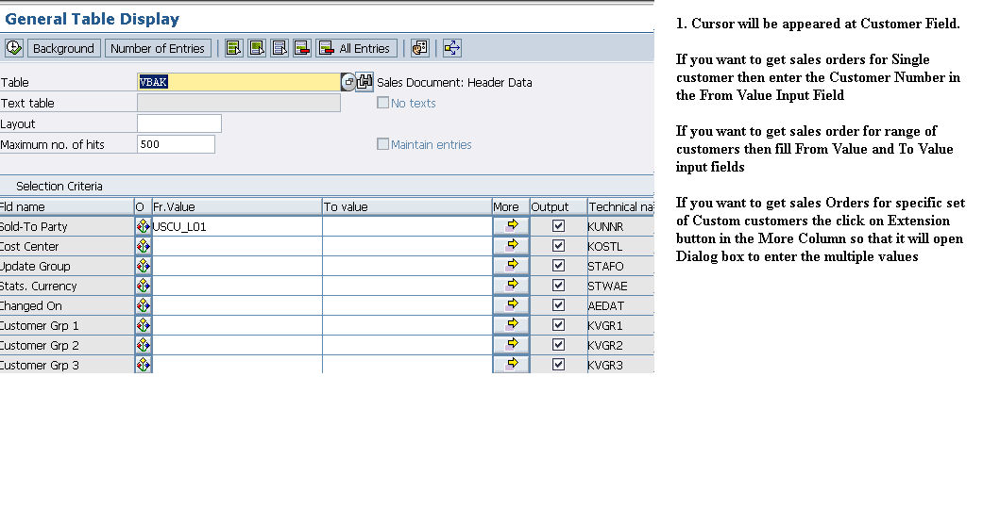 General Table Display
Background Number of Entries All Entries
Table VBAK Sales Document: Header Data
Text table No texts
Layout
Maximum no. of hits 500 Maintain entries
Selection Criteria
Fld name O Fr.Value To value More Output Technical na
Sold-To Party USCU_L01 KUNNR
Cost Center KOSTL
Update Group STAFO
Stats. Currency STWAE
Changed On AEDAT
Customer Grp 1 KVGR1
Customer Grp 2 KVGR2
Customer Grp 3 KVGR3
1. Cursor will be appeared at Customer Field.
If you want to get sales orders for Single
customer then enter the Customer Number in
the From Value Input Field
If you want to get sales order for range of
customers then fill From Value and To Value
input fields
If you want to get sales Orders for specific set
of Custom customers the click on Extension
button in the More Column so that it will open
Dialog box to enter the multiple values